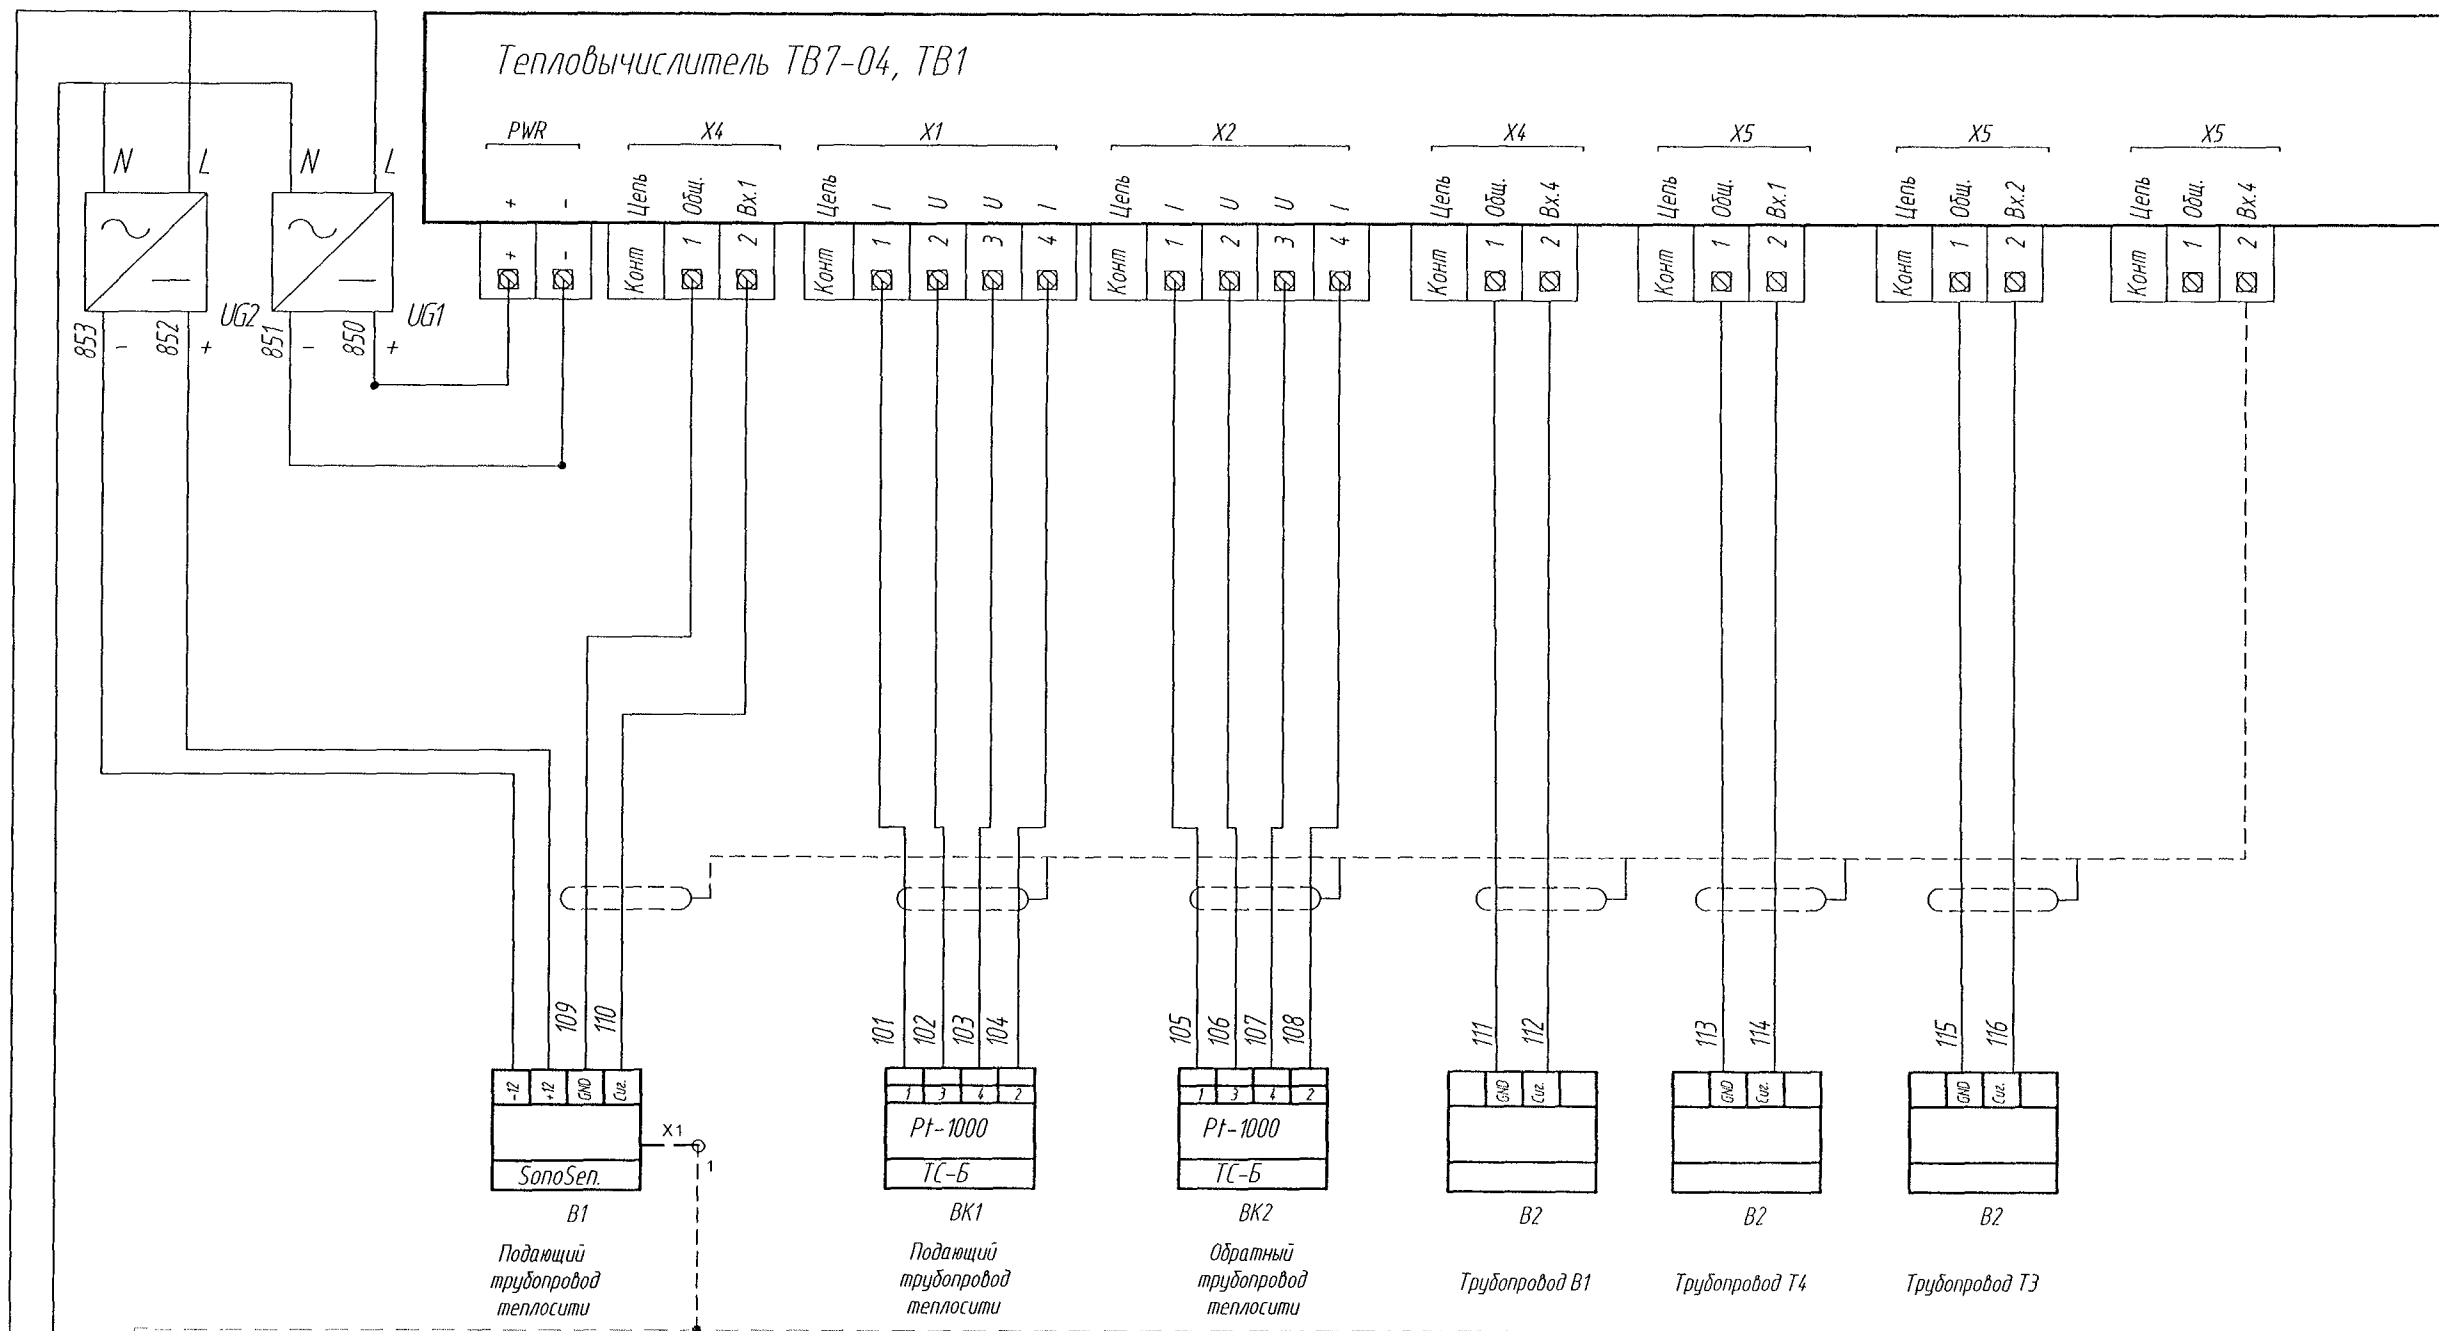 Тепловычислитель ТВ7-04, ТВ1
PWR
X4
X1
X2
X4
X5
X5
X5
N
L
N
L
+
-
Цепь
Общ.
Вх.1
Цепь
I
U
U
I
Цепь
I
U
U
I
Цепь
Общ.
Вх.4
Цепь
Общ.
Вх.1
Цепь
Общ.
Вх.2
Цепь
Общ.
Вх.4
+
-
Конт
1
2
Конт
1
2
3
4
Конт
1
2
3
4
Конт
1
2
Конт
1
2
Конт
1
2
Конт
1
2
UG2
UG1
853
-
852
+
851
-
850
+
109
110
101
102
103
104
105
106
107
108
111
112
113
114
115
116
-12
+12
GND
Сиг.
1
3
4
2
1
3
4
2
GND
Сиг.
GND
Сиг.
GND
Сиг.
X1
1
Pt-1000
Pt-1000
SonoSen.
ТС-Б
ТС-Б
B1
BK1
BK2
B2
B2
B2
Подающий
трубопровод
теплосити
Подающий
трубопровод
теплосити
Обратный
трубопровод
теплосити
Трубопровод В1
Трубопровод Т4
Трубопровод Т3